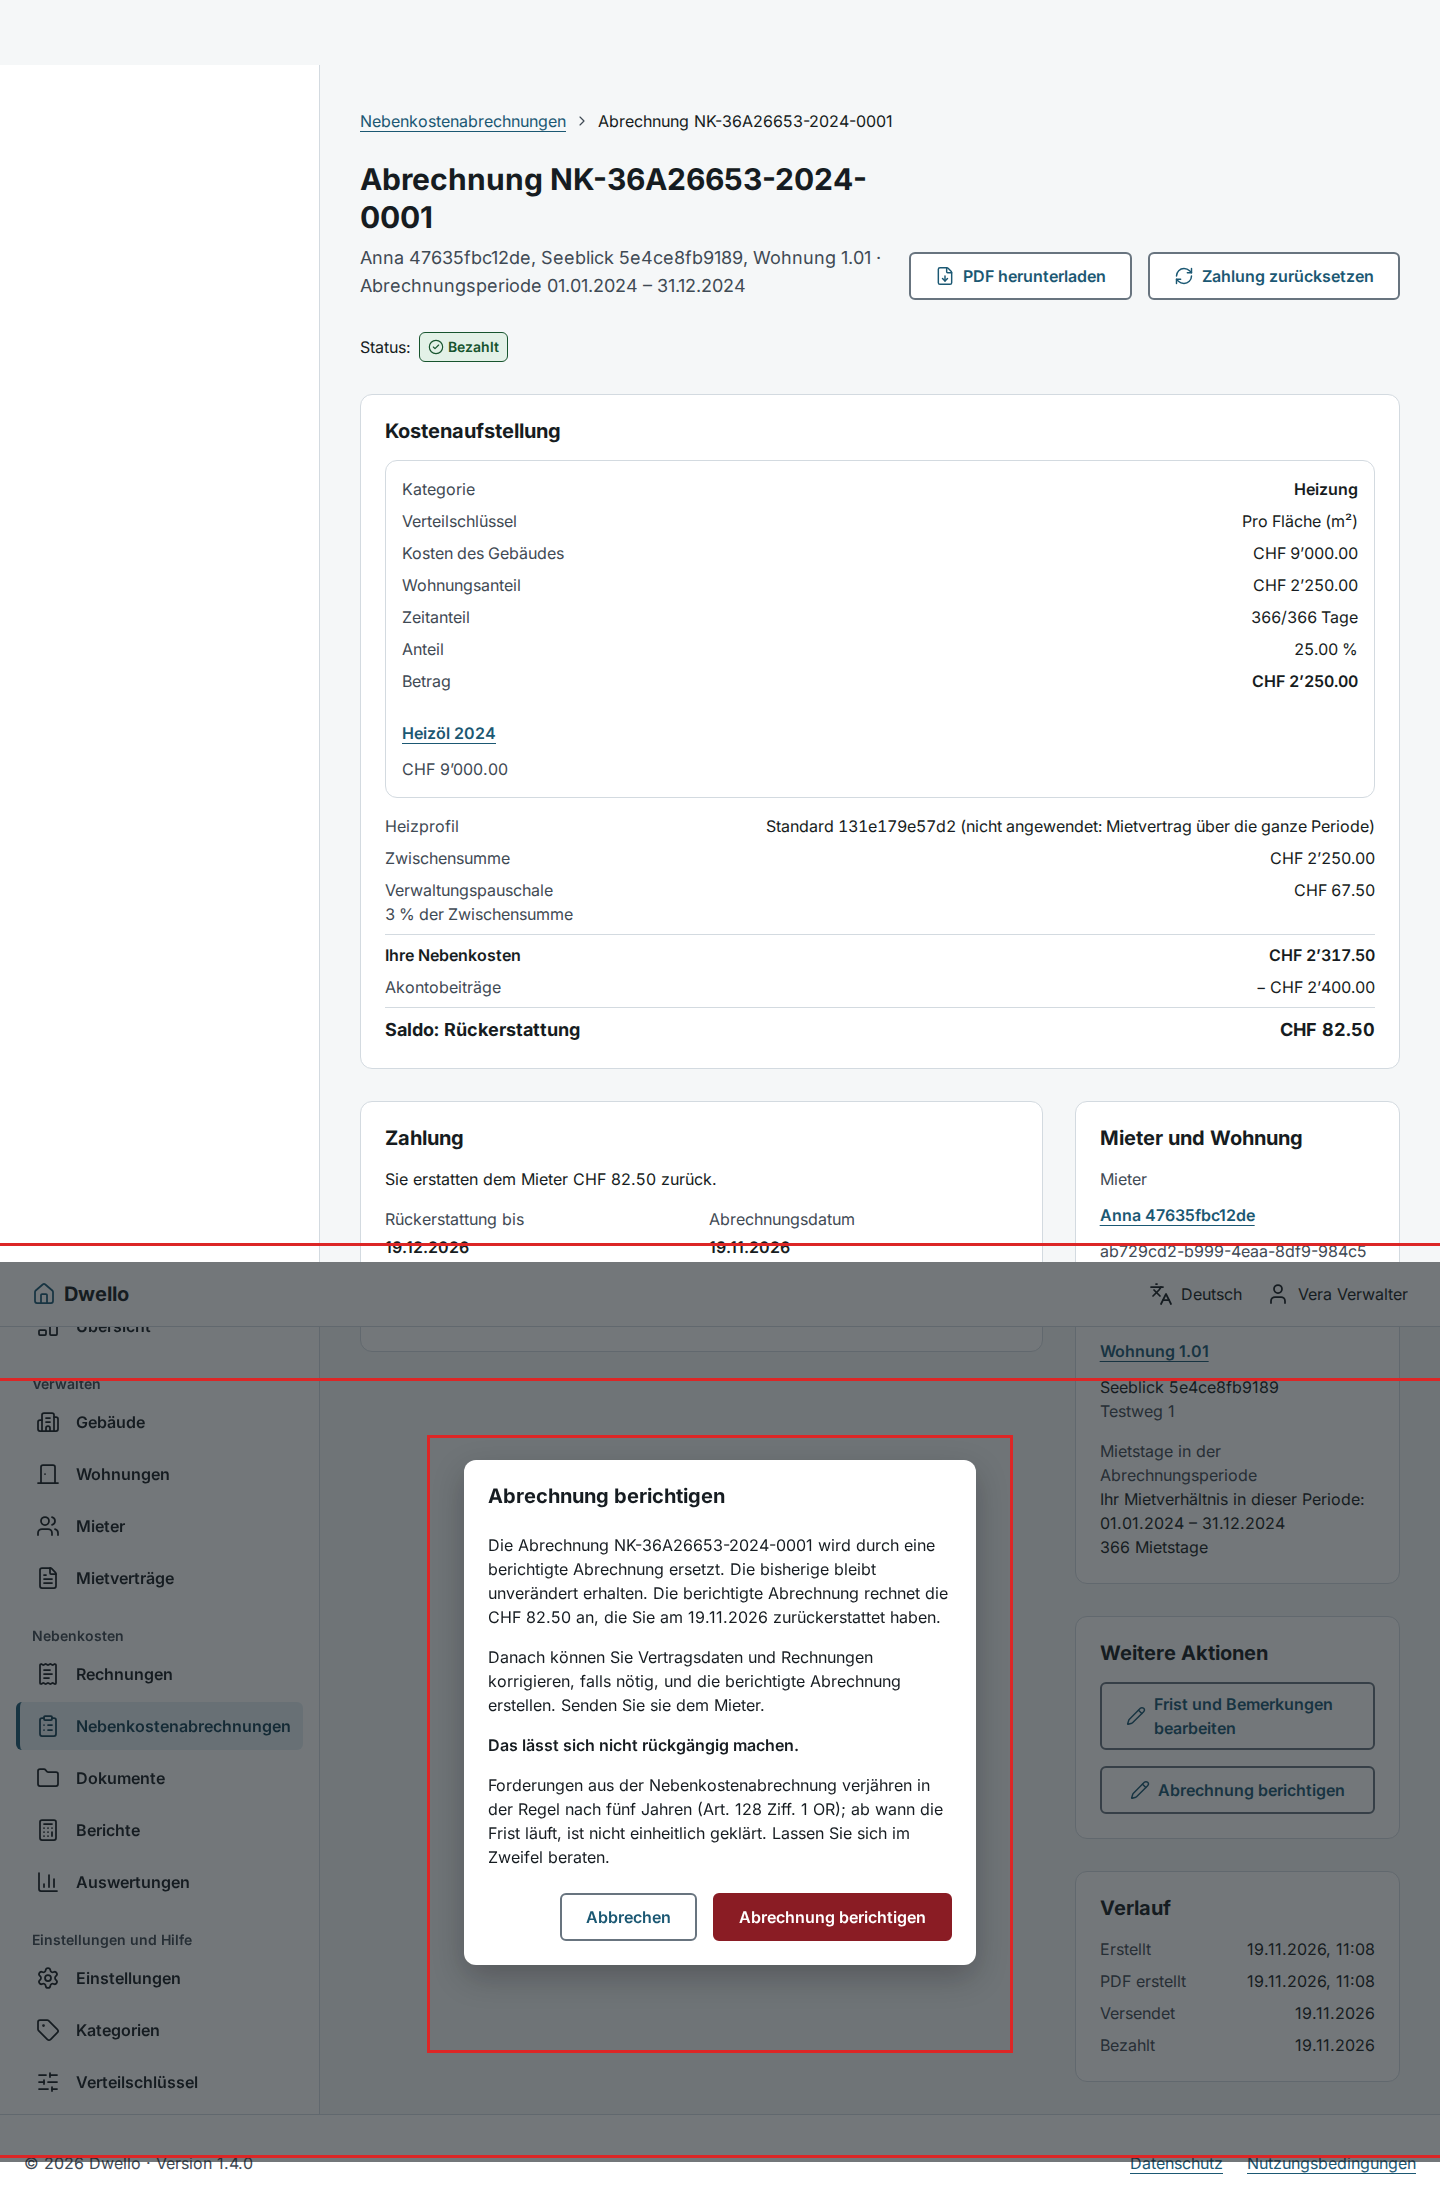 Nebenkostenabrechnungen > Abrechnung NK-36A26653-2024-0001
Abrechnung NK-36A26653-2024-
0001
Anna 47635fbc12de, Seeblick 5e4ce8fb9189, Wohnung 1.01 ·
Abrechnungsperiode 01.01.2024 – 31.12.2024
PDF herunterladen
Zahlung zurücksetzen
Status: Bezahlt
Kostenaufstellung
Kategorie Heizung
Verteilschlüssel Pro Fläche (m²)
Kosten des Gebäudes CHF 9’000.00
Wohnungsanteil CHF 2’250.00
Zeitanteil 366/366 Tage
Anteil 25.00 %
Betrag CHF 2’250.00
Heizöl 2024
CHF 9’000.00
Heizprofil Standard 131e179e57d2 (nicht angewendet: Mietvertrag über die ganze Periode)
Zwischensumme CHF 2’250.00
Verwaltungspauschale CHF 67.50
3 % der Zwischensumme
Ihre Nebenkosten CHF 2’317.50
Akontobeiträge – CHF 2’400.00
Saldo: Rückerstattung CHF 82.50
Zahlung
Sie erstatten dem Mieter CHF 82.50 zurück.
Rückerstattung bis
19.12.2026
Abrechnungsdatum
19.11.2026
Mieter und Wohnung
Mieter
Anna 47635fbc12de
ab729cd2-b999-4eaa-8df9-984c5
Dwello
Deutsch
Vera Verwalter
Übersicht
Verwalten
Gebäude
Wohnungen
Mieter
Mietverträge
Nebenkosten
Rechnungen
Nebenkostenabrechnungen
Dokumente
Berichte
Auswertungen
Einstellungen und Hilfe
Einstellungen
Kategorien
Verteilschlüssel
Wohnung 1.01
Seeblick 5e4ce8fb9189
Testweg 1
Mietstage in der
Abrechnungsperiode
Ihr Mietverhältnis in dieser Periode:
01.01.2024 – 31.12.2024
366 Mietstage
Abrechnung berichtigen
Die Abrechnung NK-36A26653-2024-0001 wird durch eine
berichtigte Abrechnung ersetzt. Die bisherige bleibt
unverändert erhalten. Die berichtigte Abrechnung rechnet die
CHF 82.50 an, die Sie am 19.11.2026 zurückerstattet haben.
Danach können Sie Vertragsdaten und Rechnungen
korrigieren, falls nötig, und die berichtigte Abrechnung
erstellen. Senden Sie sie dem Mieter.
Das lässt sich nicht rückgängig machen.
Forderungen aus der Nebenkostenabrechnung verjähren in
der Regel nach fünf Jahren (Art. 128 Ziff. 1 OR); ab wann die
Frist läuft, ist nicht einheitlich geklärt. Lassen Sie sich im
Zweifel beraten.
Abbrechen
Abrechnung berichtigen
Weitere Aktionen
Frist und Bemerkungen
bearbeiten
Abrechnung berichtigen
Verlauf
Erstellt 19.11.2026, 11:08
PDF erstellt 19.11.2026, 11:08
Versendet 19.11.2026
Bezahlt 19.11.2026
© 2026 Dwello · Version 1.4.0
Datenschutz
Nutzungsbedingungen